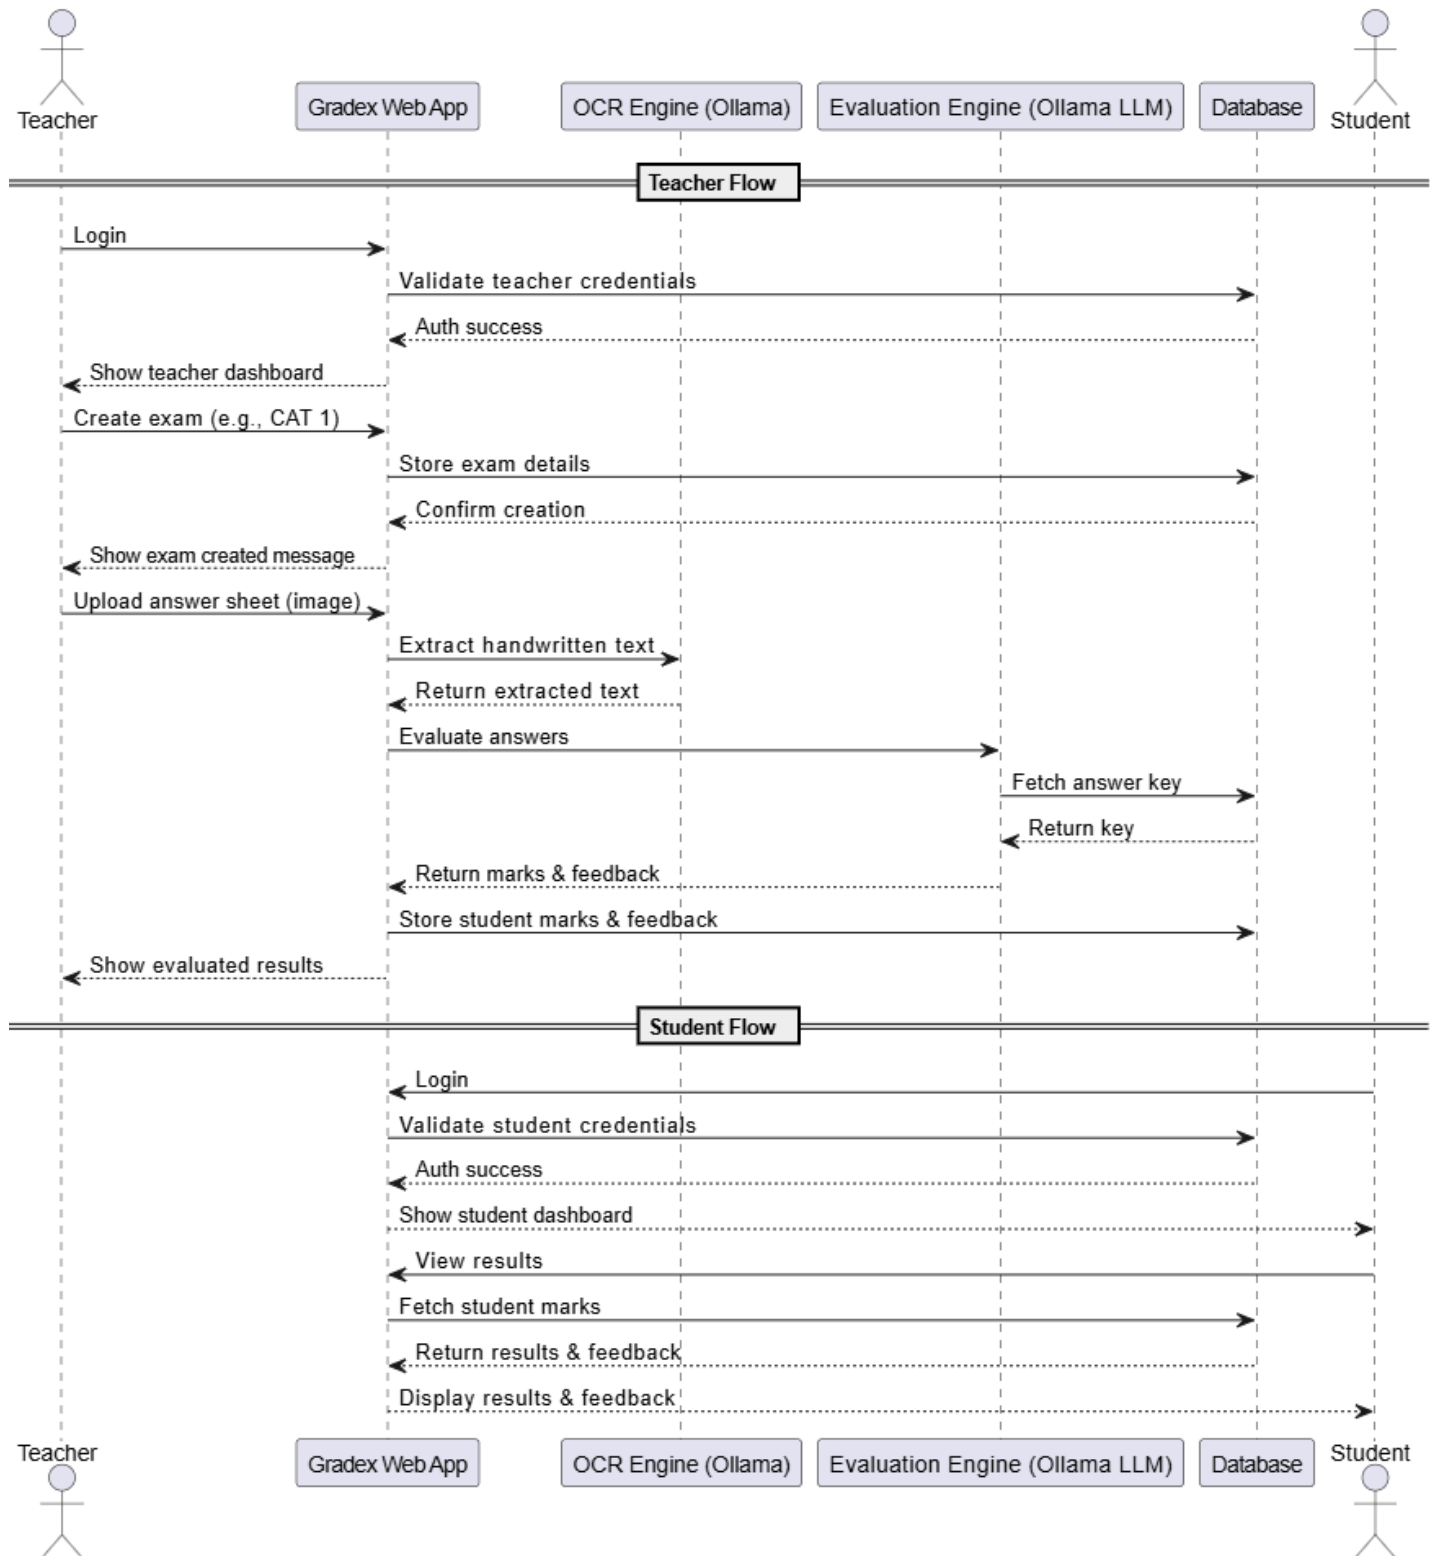 Teacher
Gradex Web App
OCR Engine (Ollama)
Evaluation Engine (Ollama LLM)
Database
Student
Teacher Flow
Login
Validate teacher credentials
Auth success
Show teacher dashboard
Create exam (e.g., CAT 1)
Store exam details
Confirm creation
Show exam created message
Upload answer sheet (image)
Extract handwritten text
Return extracted text
Evaluate answers
Fetch answer key
Return key
Return marks & feedback
Store student marks & feedback
Show evaluated results
Student Flow
Login
Validate student credentials
Auth success
Show student dashboard
View results
Fetch student marks
Return results & feedback
Display results & feedback
Teacher
Gradex Web App
OCR Engine (Ollama)
Evaluation Engine (Ollama LLM)
Database
Student